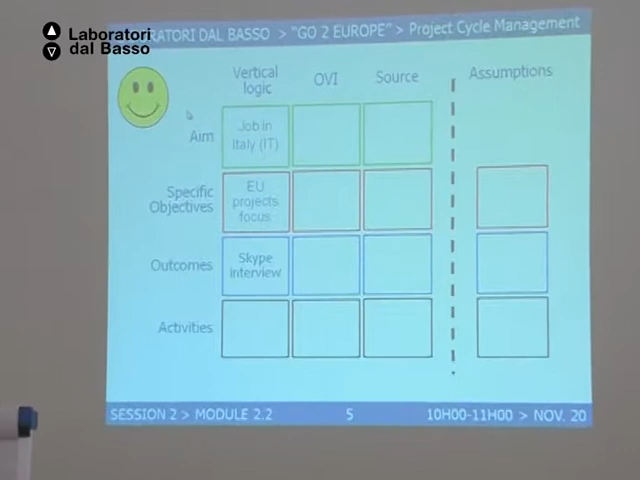 Laboratori
dal Basso
RATORI DAL BASSO > "GO 2 EUROPE" > Project Cycle Management
Vertical
logic
OVI
Source
Assumptions
Aim
Job in
Italy (IT)
Specific
Objectives
EU
projects
focus
Outcomes
Skype
interview
Activities
SESSION 2 > MODULE 2.2
5
10H00-11H00 > NOV. 20